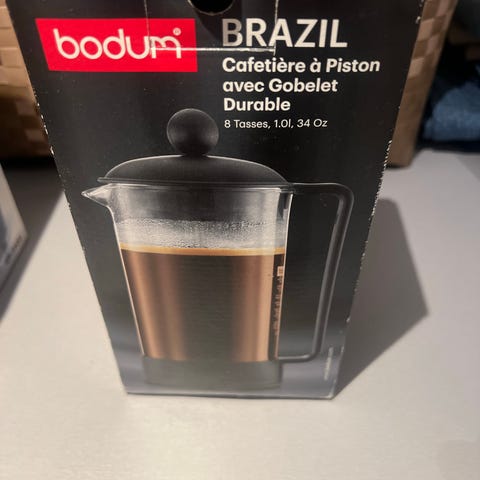 bodum®
BRAZIL
Cafetière à Piston
avec Gobelet
Durable
8 Tasses, 1.0l, 34 Oz